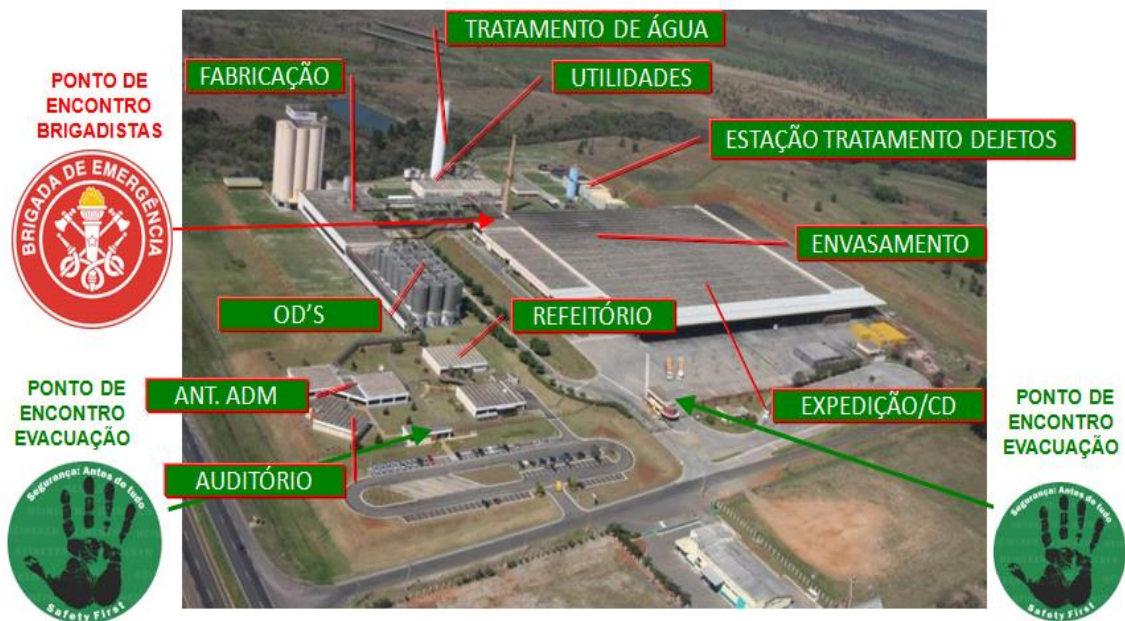 TRATAMENTO DE ÁGUA
FABRICAÇÃO
UTILIDADES
PONTO DE
ENCONTRO
BRIGADISTAS
BRIGADA DE EMERGÊNCIA
ESTAÇÃO TRATAMENTO DEJETOS
ENVASAMENTO
OD’S
REFEITÓRIO
PONTO DE
ENCONTRO
EVACUAÇÃO
ANT. ADM
EXPEDIÇÃO/CD
PONTO DE
ENCONTRO
EVACUAÇÃO
AUDITÓRIO
Segurança: Antes de tudo
Safety First
Segurança: Antes de tudo
Safety First